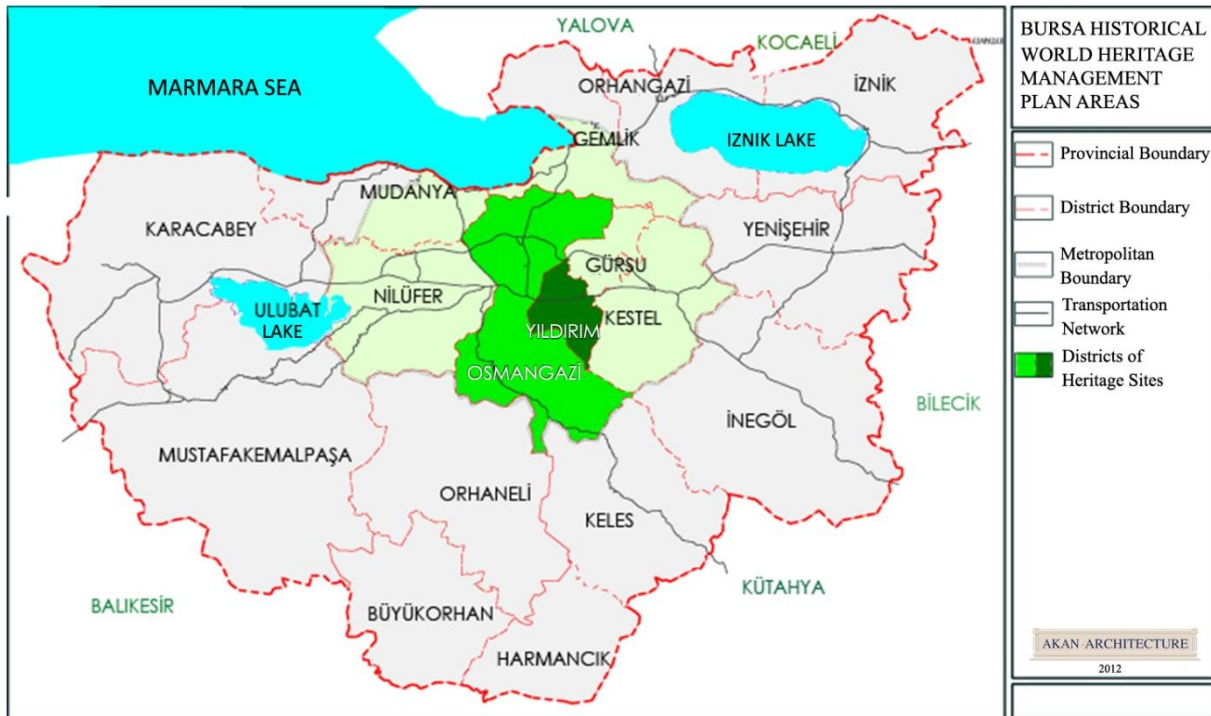 YALOVA
KOCAELİ
MARMARA SEA
ORHANGAZİ
İZNİK
GEMLİK
IZNIK LAKE
MUDANYA
KARACABEY
YENİŞEHİR
GÜRSU
NİLÜFER
ULUBAT
LAKE
KESTEL
YILDIRIM
OSMANGAZİ
BİLECİK
İNEGÖL
MUSTAFAKEMALPAŞA
ORHANELİ
KELES
KÜTAHYA
BALIKESİR
BÜYÜKORHAN
HARMANCIK
BURSA HISTORICAL
WORLD HERITAGE
MANAGEMENT
PLAN AREAS
Provincial Boundary
District Boundary
Metropolitan
Boundary
Transportation
Network
Districts of
Heritage Sites
AKAN ARCHITECTURE
2012